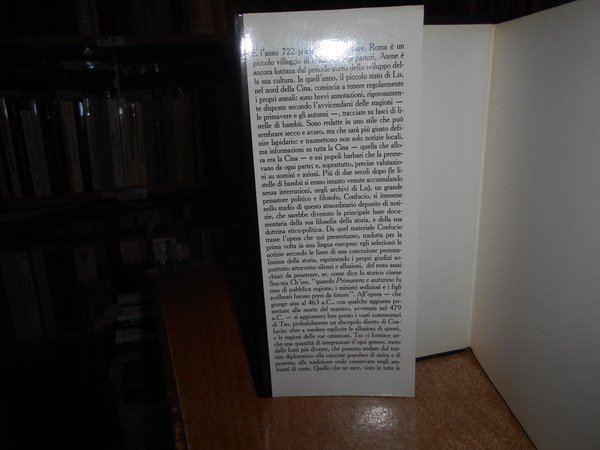 È l'anno 722 prima
Roma è un
piccolo villaggio di pastori. Atene è
ancora lontana dal periodo aureo dello sviluppo del-
la sua cultura. In quell'anno, il piccolo stato di Lu,
nel nord della Cina, comincia a tenere regolarmente
i propri annali: sono brevi annotazioni, rigorosamen-
te disposte secondo l'avvicendarsi delle stagioni —
le primavere e gli autunni —, tracciate su fasci di li-
stelle di bambù. Sono redatte in uno stile che può
sembrare secco e avaro, ma che sarà più giusto defi-
nire lapidario: e trasmettono non solo notizie locali,
ma informazioni su tutta la Cina — quella che allo-
ra era la Cina — e sui popoli barbari che la preme-
vano da ogni parte; e, soprattutto, precise valutazio-
ni su uomini e azioni. Più di due secoli dopo (le li-
stelle di bambù si erano intanto venute accumulando
senza interruzioni, negli archivi di Lu), un grande
pensatore politico e filosofo, Confucio, si immerse
nello studio di questo straordinario deposito di noti-
zie, che sarebbe divenuto la principale base docu-
mentaria della sua filosofia della storia, e della sua
dottrina etico-politica. Da quel materiale Confucio
trasse l'opera che qui presentiamo, tradotta per la
prima volta in una lingua europea: egli selezionò le
notizie secondo le linee di una concezione persona-
lissima della storia, esprimendo i propri giudizi so-
prattutto attraverso silenzi e allusioni, del resto assai
chiari da penetrare, se, come dice lo storico cinese
Ssu-ma Ch'ien, "quando Primavera e autunno fu
reso di pubblica ragione, i ministri sediziosi e i figli
scellerati furono presi da timore". All'opera — che
giunge sino al 463 a.C., con qualche aggiunta po-
steriore alla morte del maestro, avvenuta nel 479
a.C. — si aggiunsero ben presto i vasti commentari
di Tso, probabilmente un discepolo diretto di Con-
fucio; oltre a rendere esplicite le allusioni di questi,
e le ragioni delle sue omissioni, Tso ci fornisce an-
che una quantità di integrazioni d'ogni genere, tratte
dalle fonti più diverse, che possono andare dal trat-
tato diplomatico alla canzone popolare di satira e di
protesta, alla tradizione orale conservata negli am-
bienti di corte. Quello che ne esce, visto in tutte le